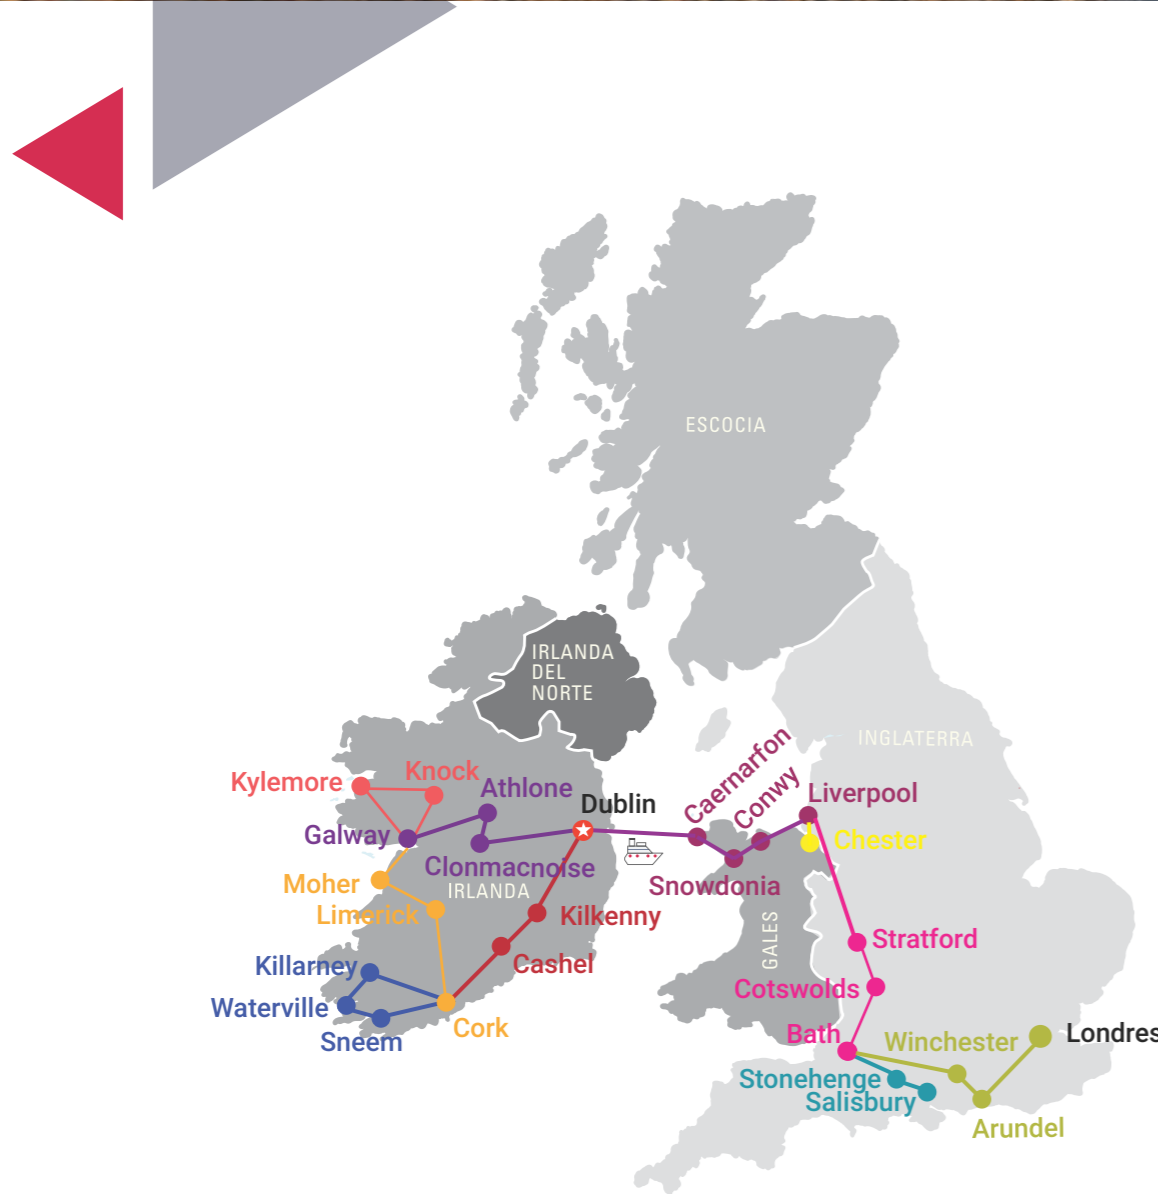 ESCOCIA
IRLANDA
DEL
NORTE
INGLATERRA
Caernarfon
Conwy
Knock
Kylemore
Athlone
Dublin
Liverpool
Galway
Chester
Clonmacnoise
Moher
IRLANDA
Snowdonia
Limerick
Kilkenny
GALES
Stratford
Killarney
Cashel
Cotswolds
Waterville
Cork
Sneem
Bath
Winchester
Londres
Stonehenge
Salisbury
Arundel